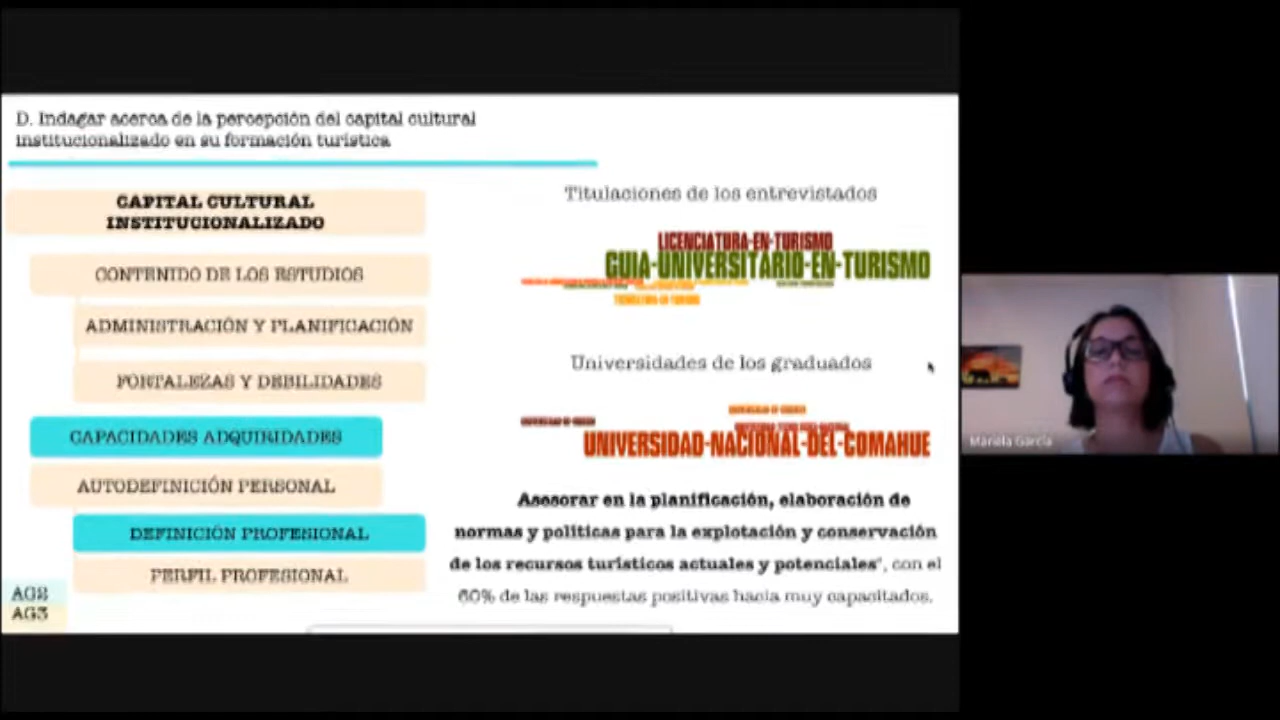 D. Indagar acerca de la percepción del capital cultural
institucionalizado en su formación turística
CAPITAL CULTURAL
INSTITUCIONALIZADO
CONTENIDO DE LOS ESTUDIOS
ADMINISTRACIÓN Y PLANIFICACIÓN
FORTALEZAS Y DEBILIDADES
CAPACIDADES ADQUIRIDADES
AUTODEFINICIÓN PERSONAL
DEFINICIÓN PROFESIONAL
PERFIL PROFESIONAL
AG2
AG3
Titulaciones de los entrevistados
LICENCIATURA-EN-TURISMO
GUIA-UNIVERSITARIO-EN-TURISMO
Universidades de los graduados
UNIVERSIDAD-NACIONAL-DEL-COMAHUE
Asesorar en la planificación, elaboración de
normas y políticas para la explotación y conservación
de los recursos turísticos actuales y potenciales", con el
60% de las respuestas positivas hacia muy capacitados.
Mariela García